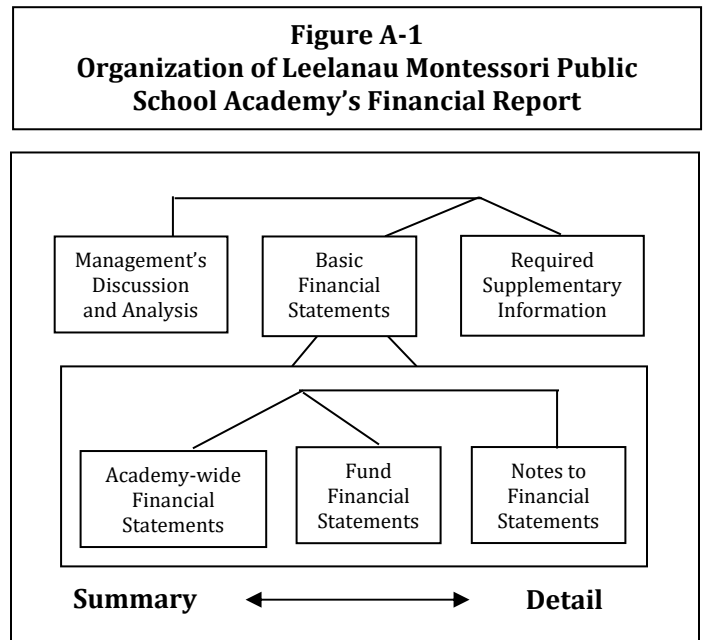 Figure A-1
Organization of Leelanau Montessori Public
School Academy’s Financial Report
Management’s
Discussion
and Analysis
Basic
Financial
Statements
Required
Supplementary
Information
Academy-wide
Financial
Statements
Fund
Financial
Statements
Notes to
Financial
Statements
Summary
Detail